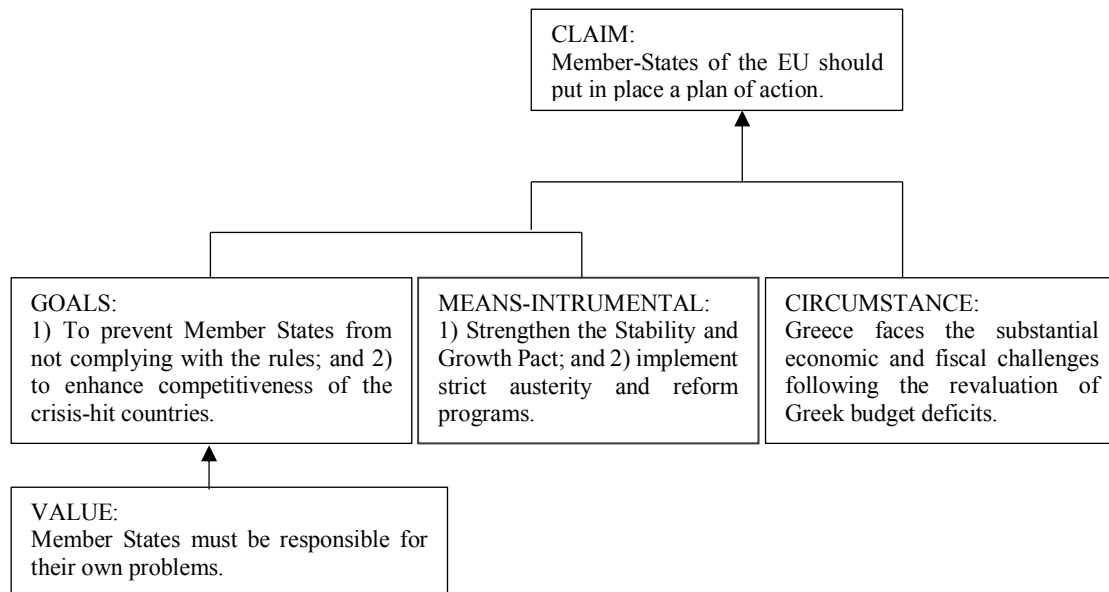 CLAIM:
Member-States of the EU should
put in place a plan of action.
GOALS:
1) To prevent Member States from
not complying with the rules; and 2)
to enhance competitiveness of the
crisis-hit countries.
MEANS-INTRUMENTAL:
1) Strengthen the Stability and
Growth Pact; and 2) implement
strict austerity and reform
programs.
CIRCUMSTANCE:
Greece faces the substantial
economic and fiscal challenges
following the revaluation of
Greek budget deficits.
VALUE:
Member States must be responsible for
their own problems.